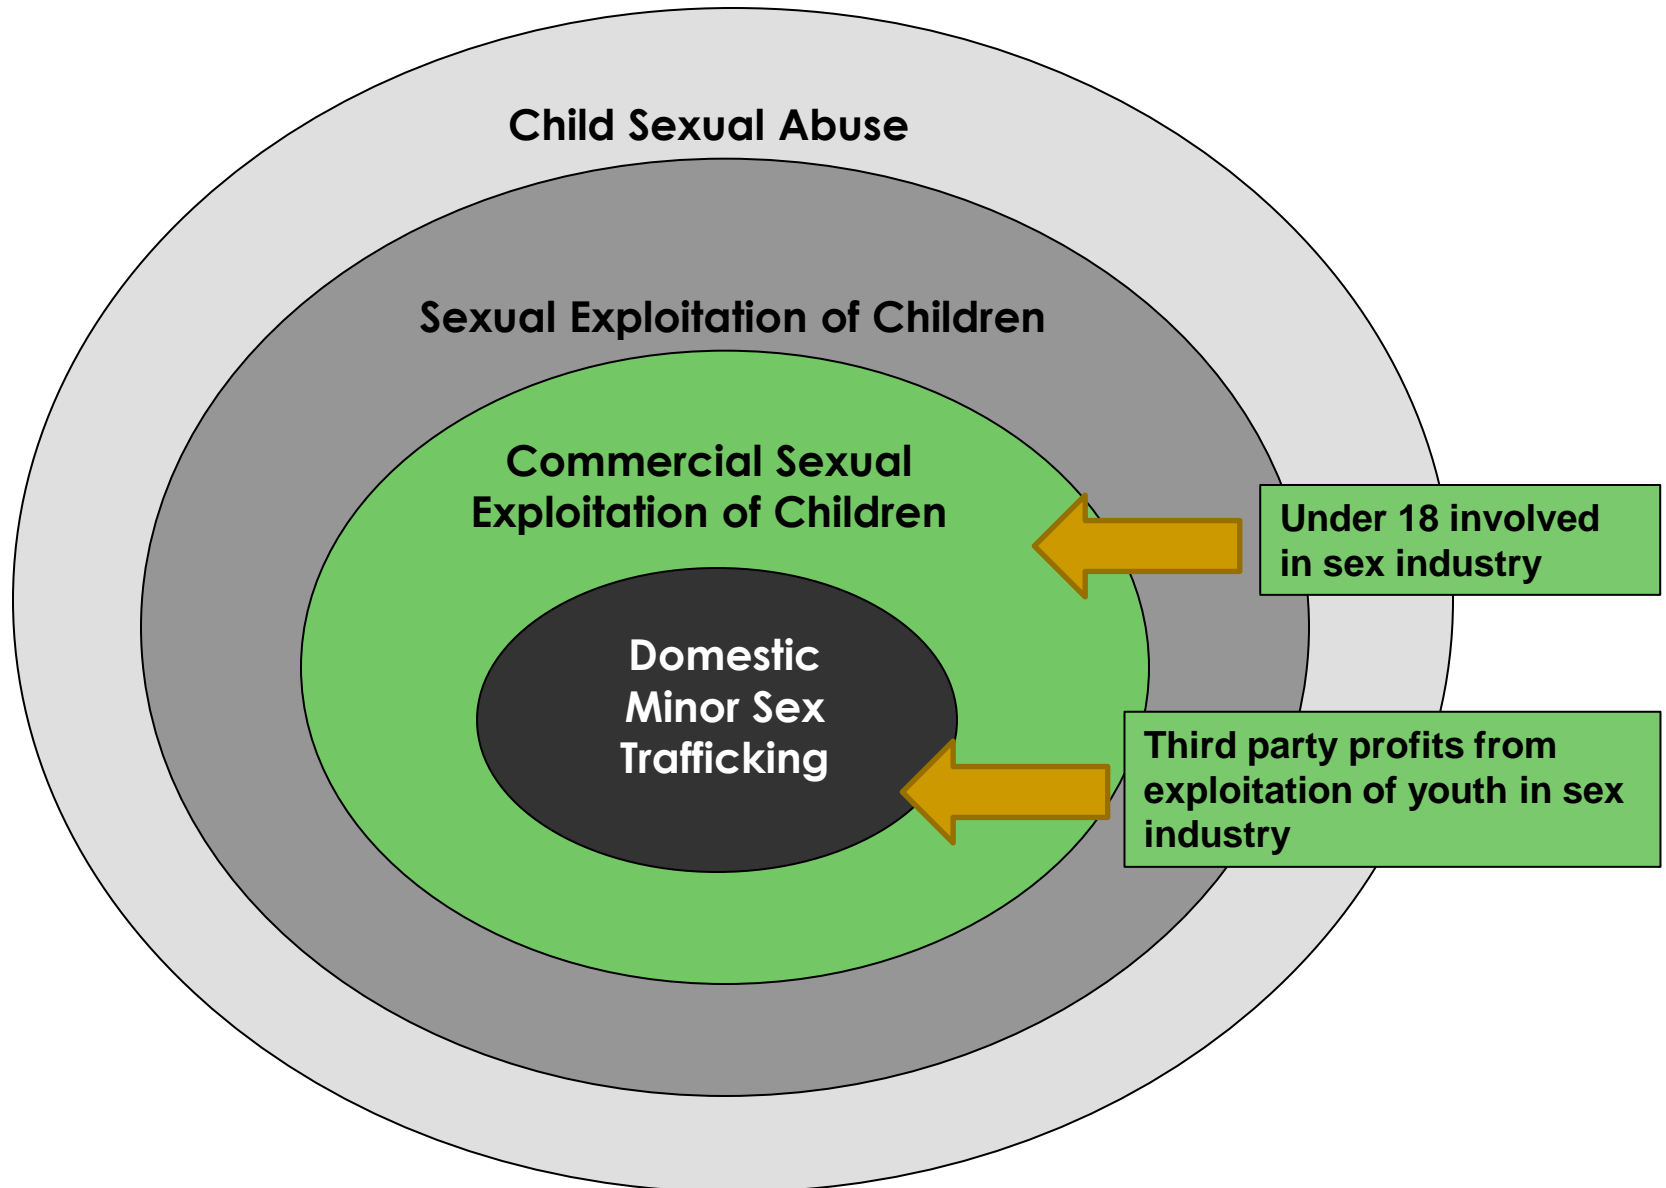 Child Sexual Abuse
Sexual Exploitation of Children
Commercial Sexual
Exploitation of Children
Under 18 involved
in sex industry
Domestic
Minor Sex
Trafficking
Third party profits from
exploitation of youth in sex
industry